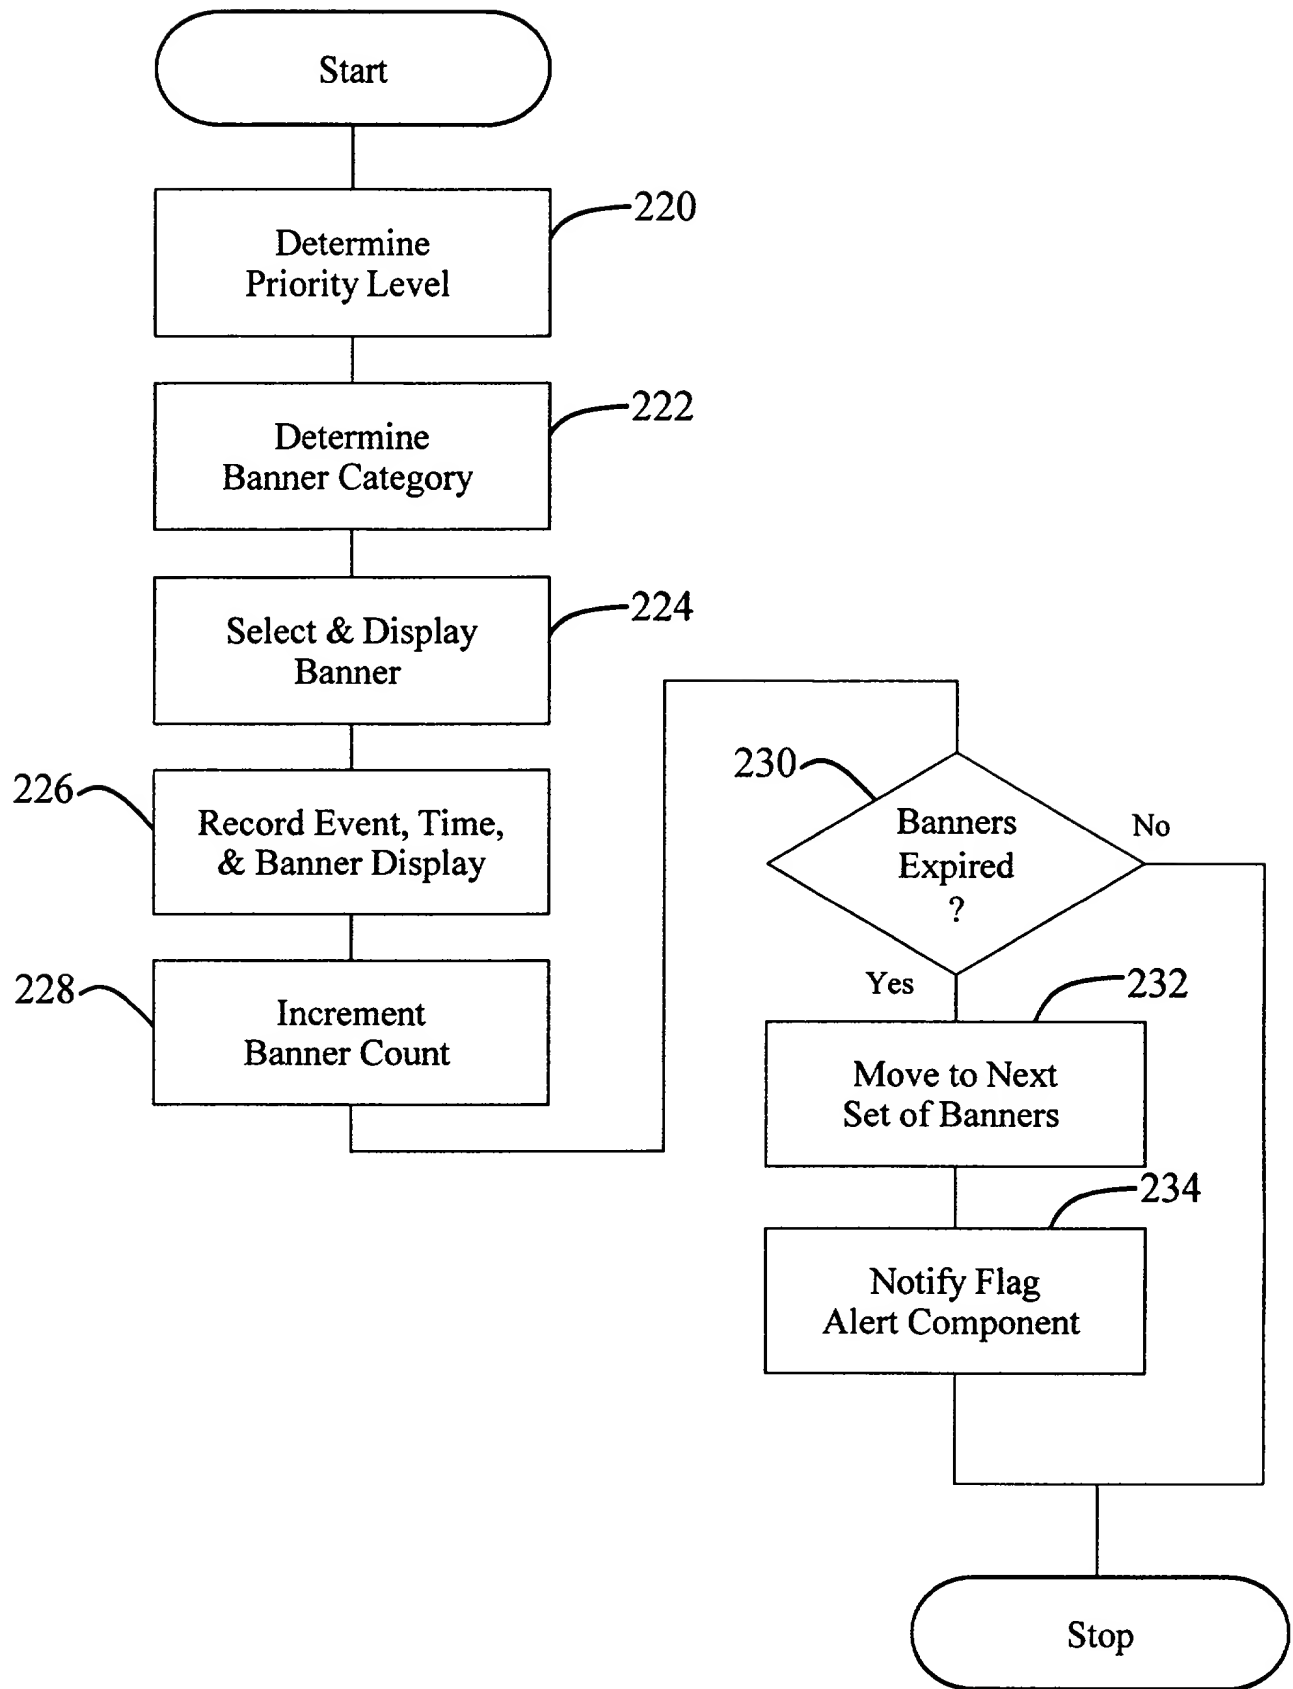 Start
220
Determine
Priority Level
222
Determine
Banner Category
224
Select & Display
Banner
226
Record Event, Time,
& Banner Display
228
Increment
Banner Count
230
Banners
Expired
?
No
Yes
232
Move to Next
Set of Banners
234
Notify Flag
Alert Component
Stop